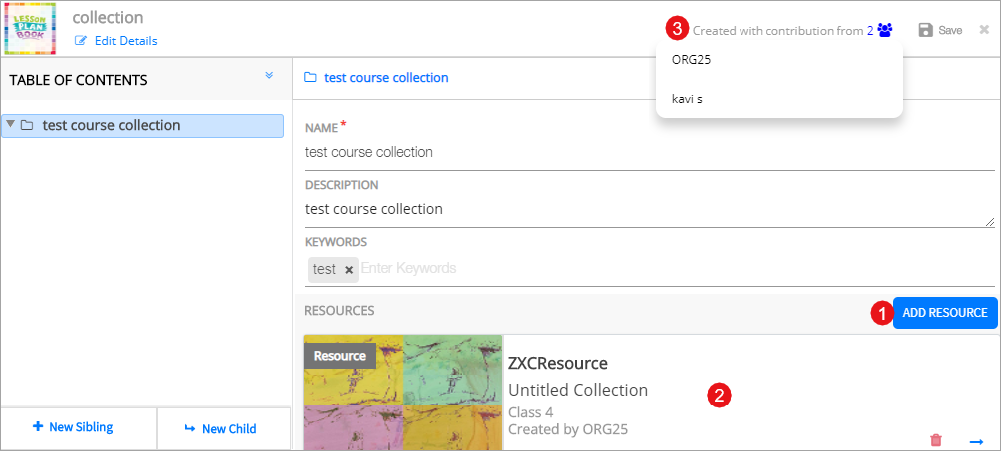 LESSON
PLAN
BOOK
collection
Edit Details
3 Created with contribution from 2
Save
ORG25
kavi s
TABLE OF CONTENTS
test course collection
test course collection
NAME *
test course collection
DESCRIPTION
test course collection
KEYWORDS
test × Enter Keywords
RESOURCES
1 ADD RESOURCE
Resource
ZXCResource
Untitled Collection
2
Class 4
Created by ORG25
+ New Sibling
New Child